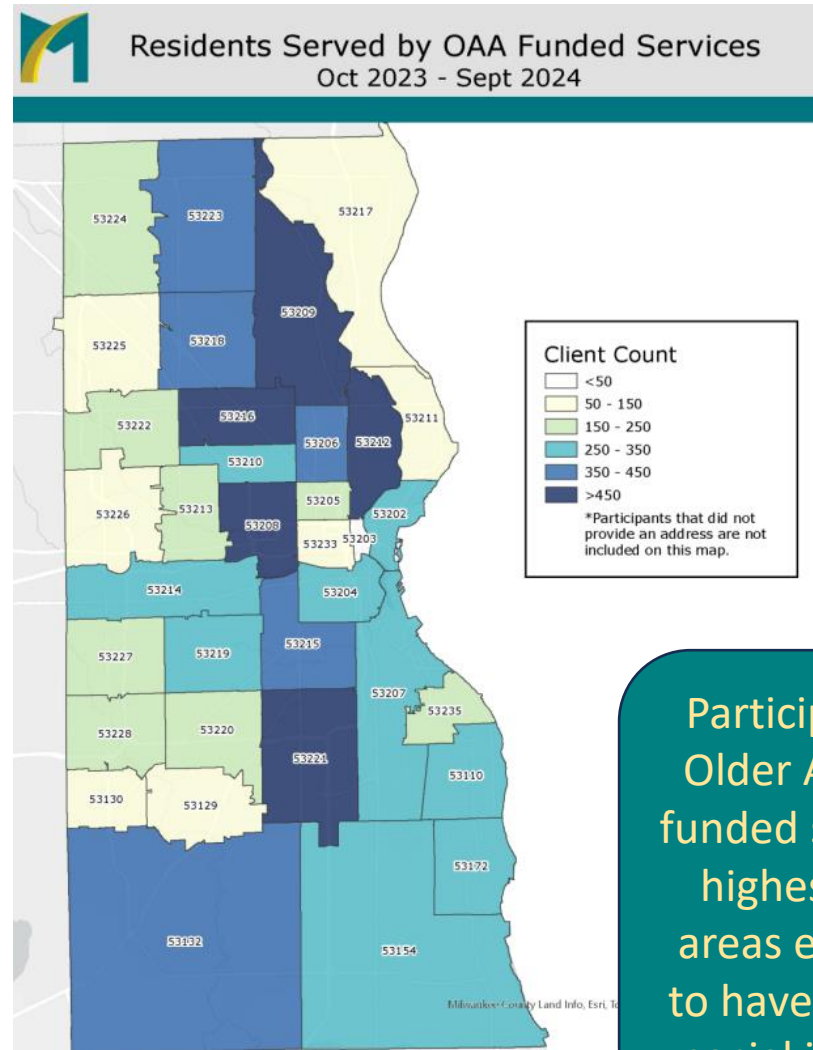 Residents Served by OAA Funded Services
Oct 2023 - Sept 2024
53217
53224
53223
53209
53225
53218
53222
53216
53206
53212
53211
53210
53226
53213
53208
53205
53202
53233
53203
53214
53204
53227
53219
53215
53207
53235
53228
53220
53221
53110
53130
53129
53172
53132
53154
Client Count
<50
50 - 150
150 - 250
250 - 350
350 - 450
>450
*Participants that did not
provide an address are not
included on this map.
Milwaukee County Land Info, Esri,
Particip
Older A
funded
highes
areas e
to have